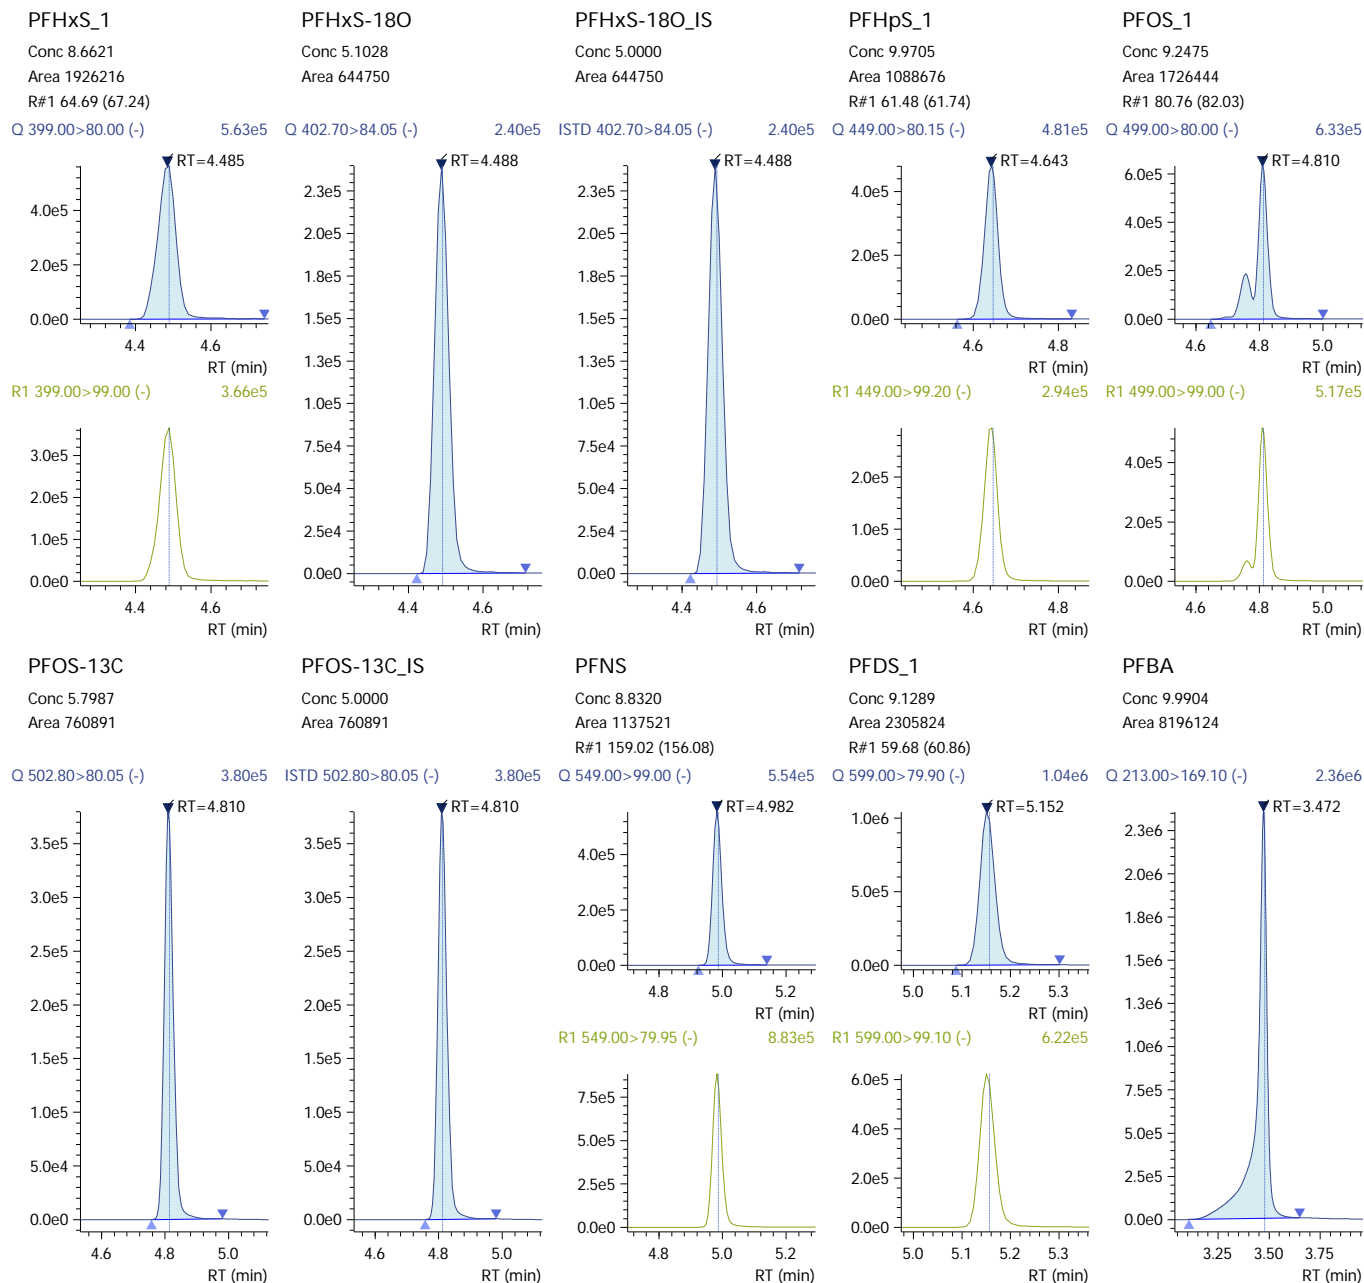 PFHxS_1
Conc 8.6621
Area 1926216
R#1 64.69 (67.24)
Q 399.00>80.00 (-) 5.63e5
RT=4.485
4.0e5
2.0e5
0.0e0
4.4 4.6
RT (min)
R1 399.00>99.00 (-) 3.66e5
3.0e5
2.0e5
1.0e5
0.0e0
4.4 4.6
RT (min)
PFHxS-18O
Conc 5.1028
Area 644750
Q 402.70>84.05 (-) 2.40e5
RT=4.488
2.3e5
2.0e5
1.8e5
1.5e5
1.3e5
1.0e5
7.5e4
5.0e4
2.5e4
0.0e0
4.4 4.6
RT (min)
PFHxS-18O_IS
Conc 5.0000
Area 644750
ISTD 402.70>84.05 (-) 2.40e5
RT=4.488
2.3e5
2.0e5
1.8e5
1.5e5
1.3e5
1.0e5
7.5e4
5.0e4
2.5e4
0.0e0
4.4 4.6
RT (min)
PFHpS_1
Conc 9.9705
Area 1088676
R#1 61.48 (61.74)
Q 449.00>80.15 (-) 4.81e5
RT=4.643
4.0e5
2.0e5
0.0e0
4.6 4.8
RT (min)
R1 449.00>99.20 (-) 2.94e5
2.0e5
1.0e5
0.0e0
4.6 4.8
RT (min)
PFOS_1
Conc 9.2475
Area 1726444
R#1 80.76 (82.03)
Q 499.00>80.00 (-) 6.33e5
RT=4.810
6.0e5
4.0e5
2.0e5
0.0e0
4.6 4.8 5.0
RT (min)
R1 499.00>99.00 (-) 5.17e5
4.0e5
2.0e5
0.0e0
4.6 4.8 5.0
RT (min)
PFOS-13C
Conc 5.7987
Area 760891
Q 502.80>80.05 (-) 3.80e5
RT=4.810
3.5e5
3.0e5
2.5e5
2.0e5
1.5e5
1.0e5
5.0e4
0.0e0
4.6 4.8 5.0
RT (min)
PFOS-13C_IS
Conc 5.0000
Area 760891
ISTD 502.80>80.05 (-) 3.80e5
RT=4.810
3.5e5
3.0e5
2.5e5
2.0e5
1.5e5
1.0e5
5.0e4
0.0e0
4.6 4.8 5.0
RT (min)
PFNS
Conc 8.8320
Area 1137521
R#1 159.02 (156.08)
Q 549.00>99.00 (-) 5.54e5
RT=4.982
4.0e5
2.0e5
0.0e0
4.8 5.0 5.2
RT (min)
R1 549.00>79.95 (-) 8.83e5
7.5e5
5.0e5
2.5e5
0.0e0
4.8 5.0 5.2
RT (min)
PFDS_1
Conc 9.1289
Area 2305824
R#1 59.68 (60.86)
Q 599.00>79.90 (-) 1.04e6
RT=5.152
1.0e6
5.0e5
0.0e0
5.0 5.1 5.2 5.3
RT (min)
R1 599.00>99.10 (-) 6.22e5
6.0e5
4.0e5
2.0e5
0.0e0
5.0 5.1 5.2 5.3
RT (min)
PFBA
Conc 9.9904
Area 8196124
Q 213.00>169.10 (-) 2.36e6
RT=3.472
2.3e6
2.0e6
1.8e6
1.5e6
1.3e6
1.0e6
7.5e5
5.0e5
2.5e5
0.0e0
3.25 3.50 3.75
RT (min)